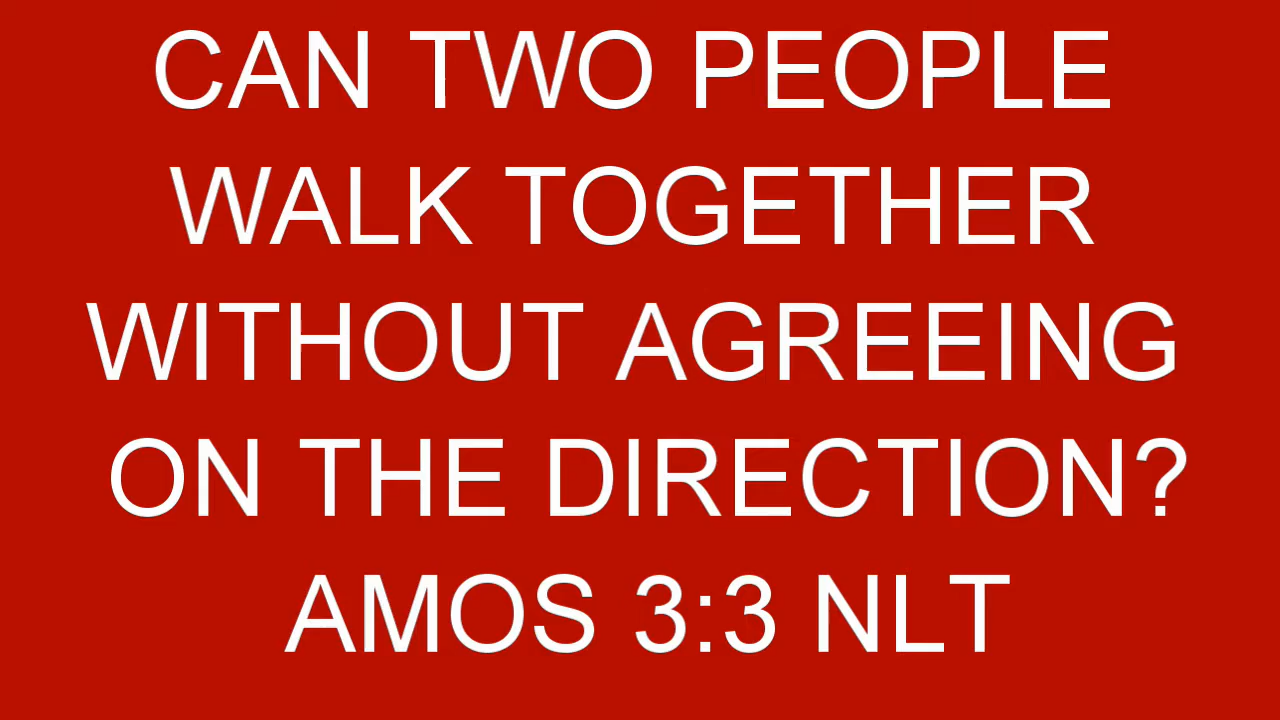 CAN TWO PEOPLE
WALK TOGETHER
WITHOUT AGREEING
ON THE DIRECTION?
AMOS 3:3 NLT